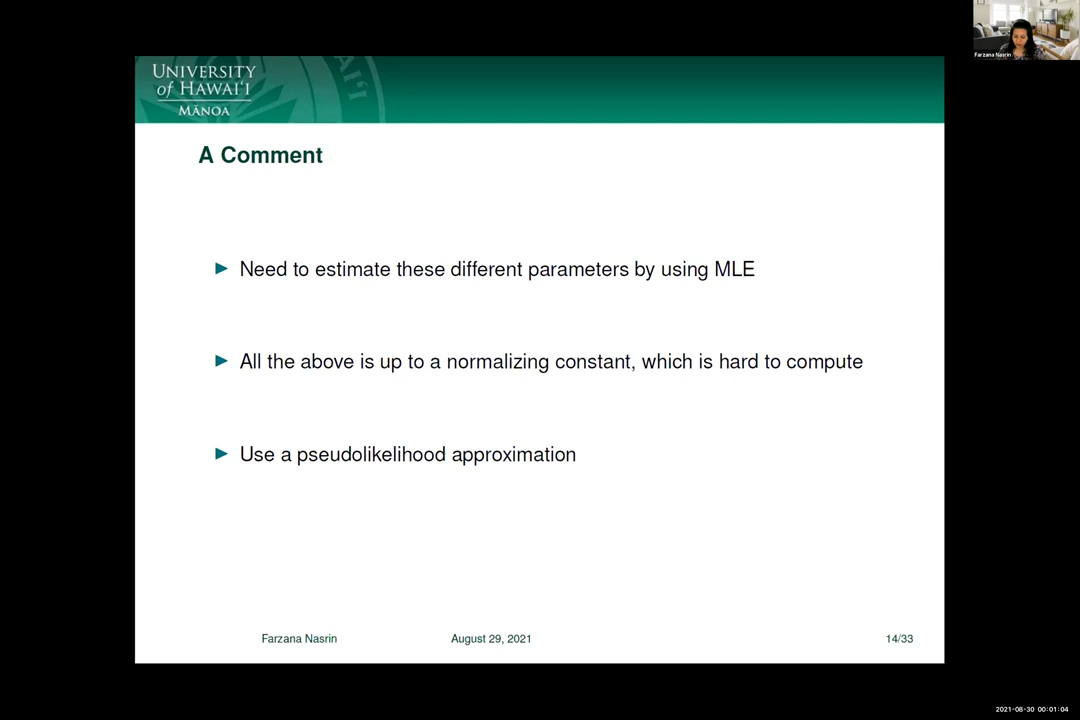 UNIVERSITY
of HAWAI‘I
MĀNOA
AI‘I
Farzana Nasrin
A Comment
Need to estimate these different parameters by using MLE
All the above is up to a normalizing constant, which is hard to compute
Use a pseudolikelihood approximation
Farzana Nasrin August 29, 2021 14/33
2021-08-30 00:01:04